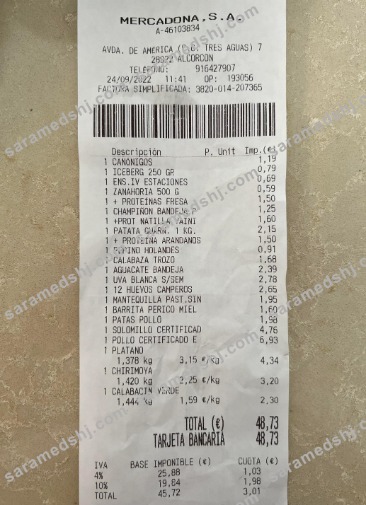 MERCADONA,S.A.
A-46103834
AVDA. DE AMERICA (C.C. TRES AGUAS) 7
28922 ALCORCON
TELÉFONO: 916427907
24/09/2022 11:41 OP: 193056
FACTURA SIMPLIFICADA: 3820-014-207365
Descripción P. Unit Imp.(€)
1 CANÓNIGOS 1,19
1 ICEBERG 250 GR 0,79
1 ENS.IV ESTACIONES 0,69
1 ZANAHORIA 500 G 0,59
1 + PROTEINAS FRESA 1,50
1 CHAMPIÑON BANDEJA 1,25
1 +PROT NATILLA VAINI 1,60
1 PATATA GUARN. 1 KG. 2,15
1 + PROTEINA ARANDANOS 1,50
1 PEPINO HOLANDES 0,91
1 CALABAZA TROZO 1,68
1 AGUACATE BANDEJA 2,39
1 UVA BLANCA S/SEM 2,78
1 12 HUEVOS CAMPEROS 2,65
1 MANTEQUILLA PAST.SIN 1,95
1 BARRITA PERICO MIEL 1,60
1 PATAS POLLO 1,98
1 SOLOMILLO CERTIFICAD 4,76
1 POLLO CERTIFICADO E 6,93
1 PLATANO
1,378 kg 3,15 €/kg 4,34
1 CHIRIMOYA
1,420 kg 2,25 €/kg 3,20
1 CALABACIN VERDE
1,444 kg 1,59 €/kg 2,30
TOTAL (€) 48,73
TARJETA BANCARIA 48,73
IVA BASE IMPONIBLE (€) CUOTA (€)
4% 25,88 1,03
10% 19,84 1,98
TOTAL 45,72 3,01
saramedshj.com